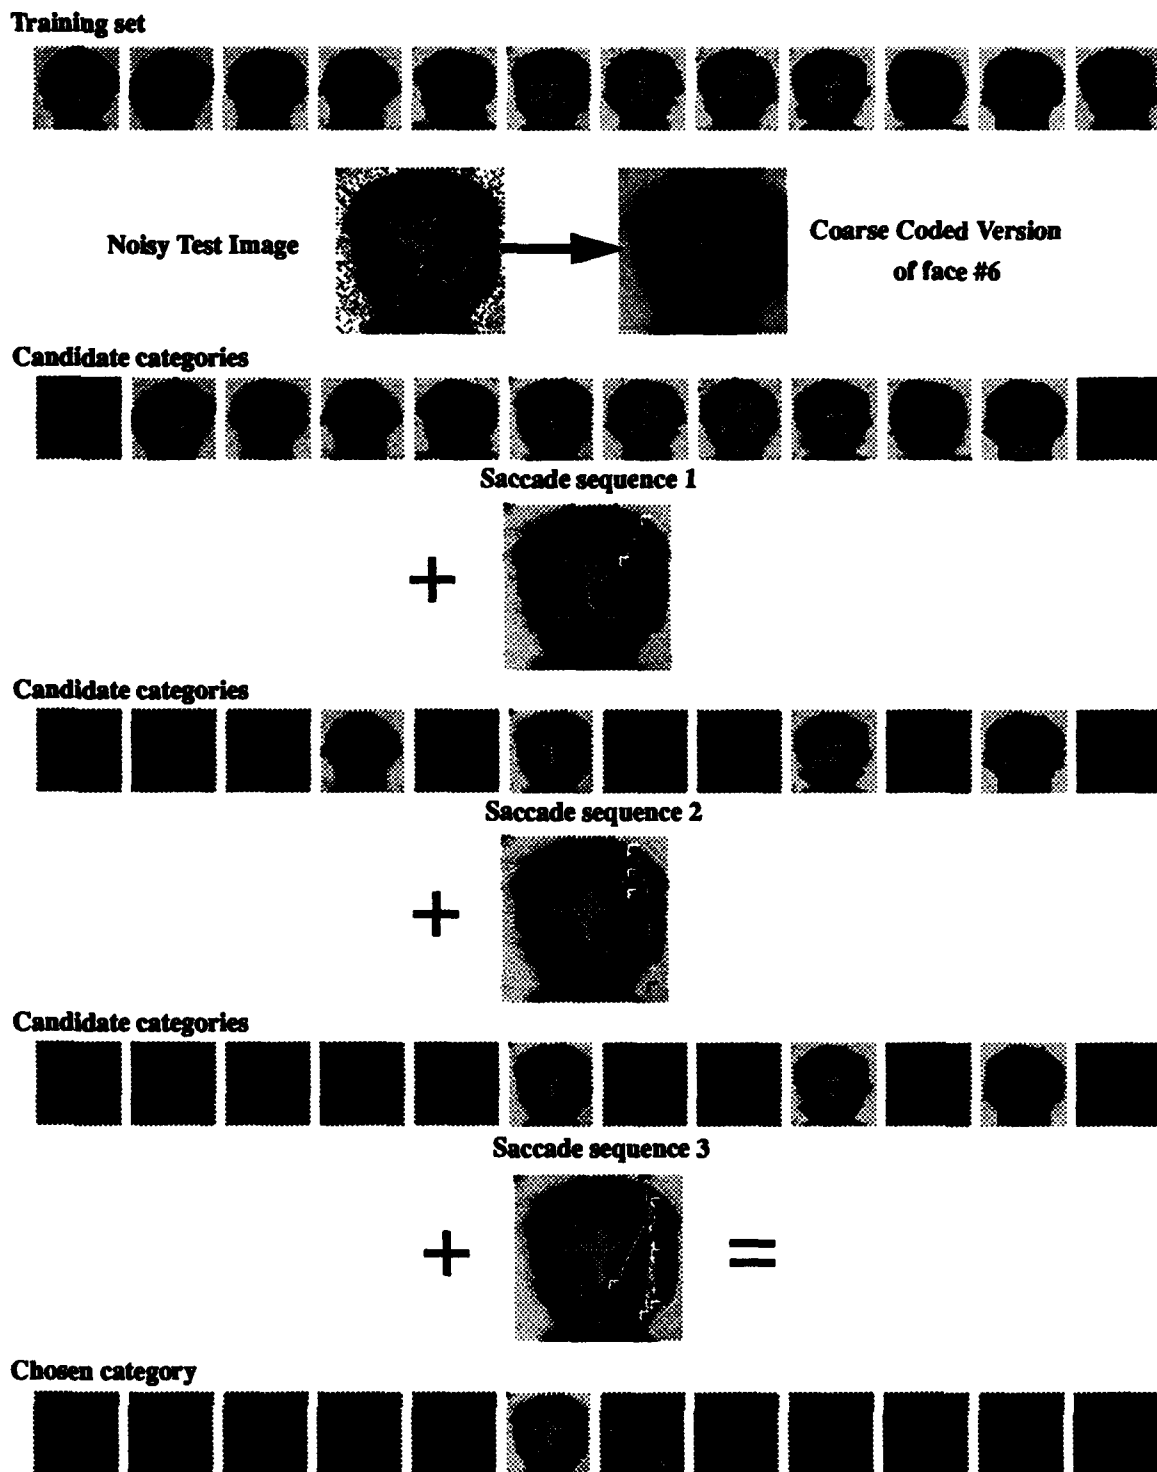 Training set
Noisy Test Image
Coarse Coded Version
of face #6
Candidate categories
Saccade sequence 1
+
Candidate categories
Saccade sequence 2
+
Candidate categories
Saccade sequence 3
+ =
Chosen category